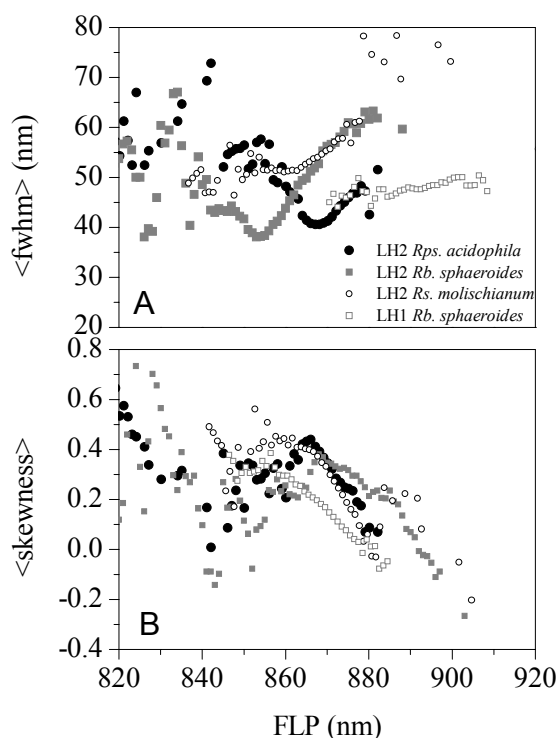 80
70
60
50
40
30
20
<fwhm> (nm)
A
LH2 Rps. acidophila
LH2 Rb. sphaeroides
LH2 Rs. molischianum
LH1 Rb. sphaeroides
0.8
0.6
0.4
0.2
0.0
-0.2
-0.4
<skewness>
B
820 840 860 880 900 920
FLP (nm)